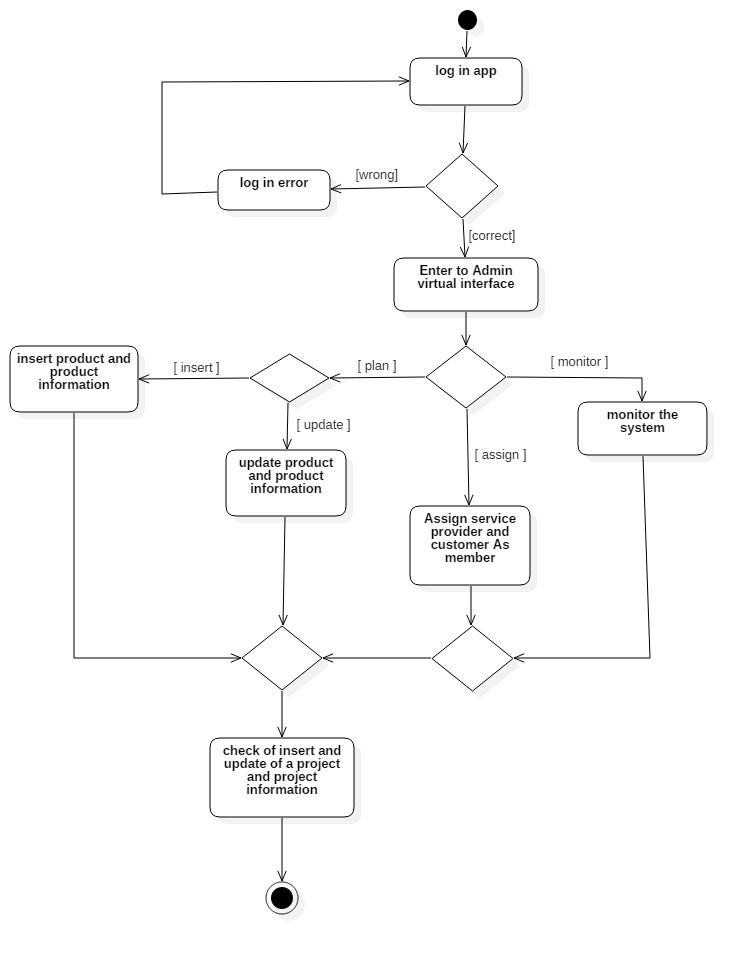 log in app
[wrong]
log in error
[correct]
Enter to Admin
virtual interface
insert product and
product
information
[ insert ]
[ plan ]
[ monitor ]
monitor the
system
[ update ]
update product
and product
information
[ assign ]
Assign service
provider and
customer As
member
check of insert and
update of a project
and project
information